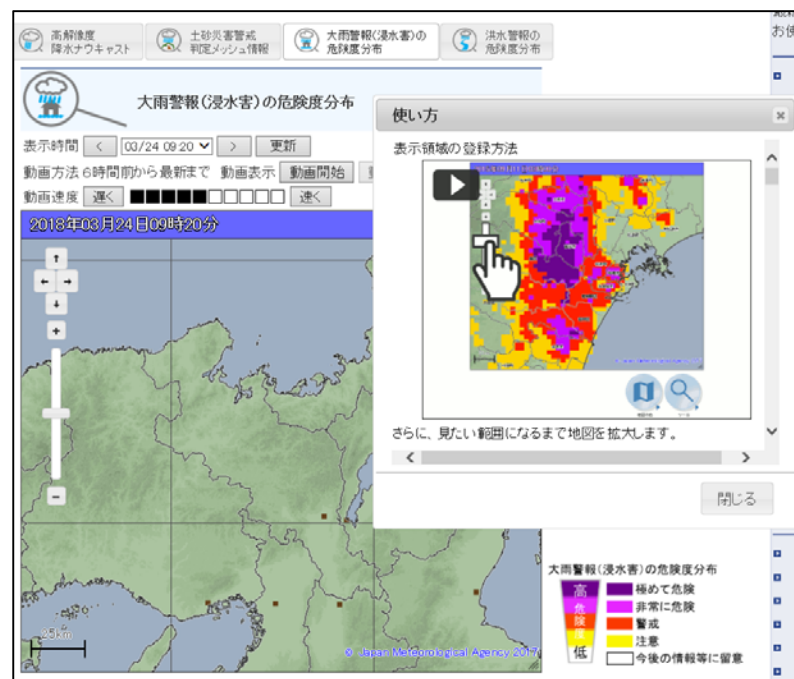 高解像度
降水ナウキャスト
土砂災害警戒
判定メッシュ情報
大雨警報(浸水害)の
危険度分布
洪水警報の
危険度分布
お使
大雨警報(浸水害)の危険度分布
表示時間 < 03/24 09:20 > 更新
動画方法 6時間前から最新まで 動画表示 動画開始
動画速度 遅く 速く
2018年03月24日09時20分
25km
© Japan Meteorological Agency 2017
使い方
表示領域の登録方法
さらに、見たい範囲になるまで地図を拡大します。
閉じる
大雨警報(浸水害)の危険度分布
高
危険度
低
極めて危険
非常に危険
警戒
注意
今後の情報等に留意